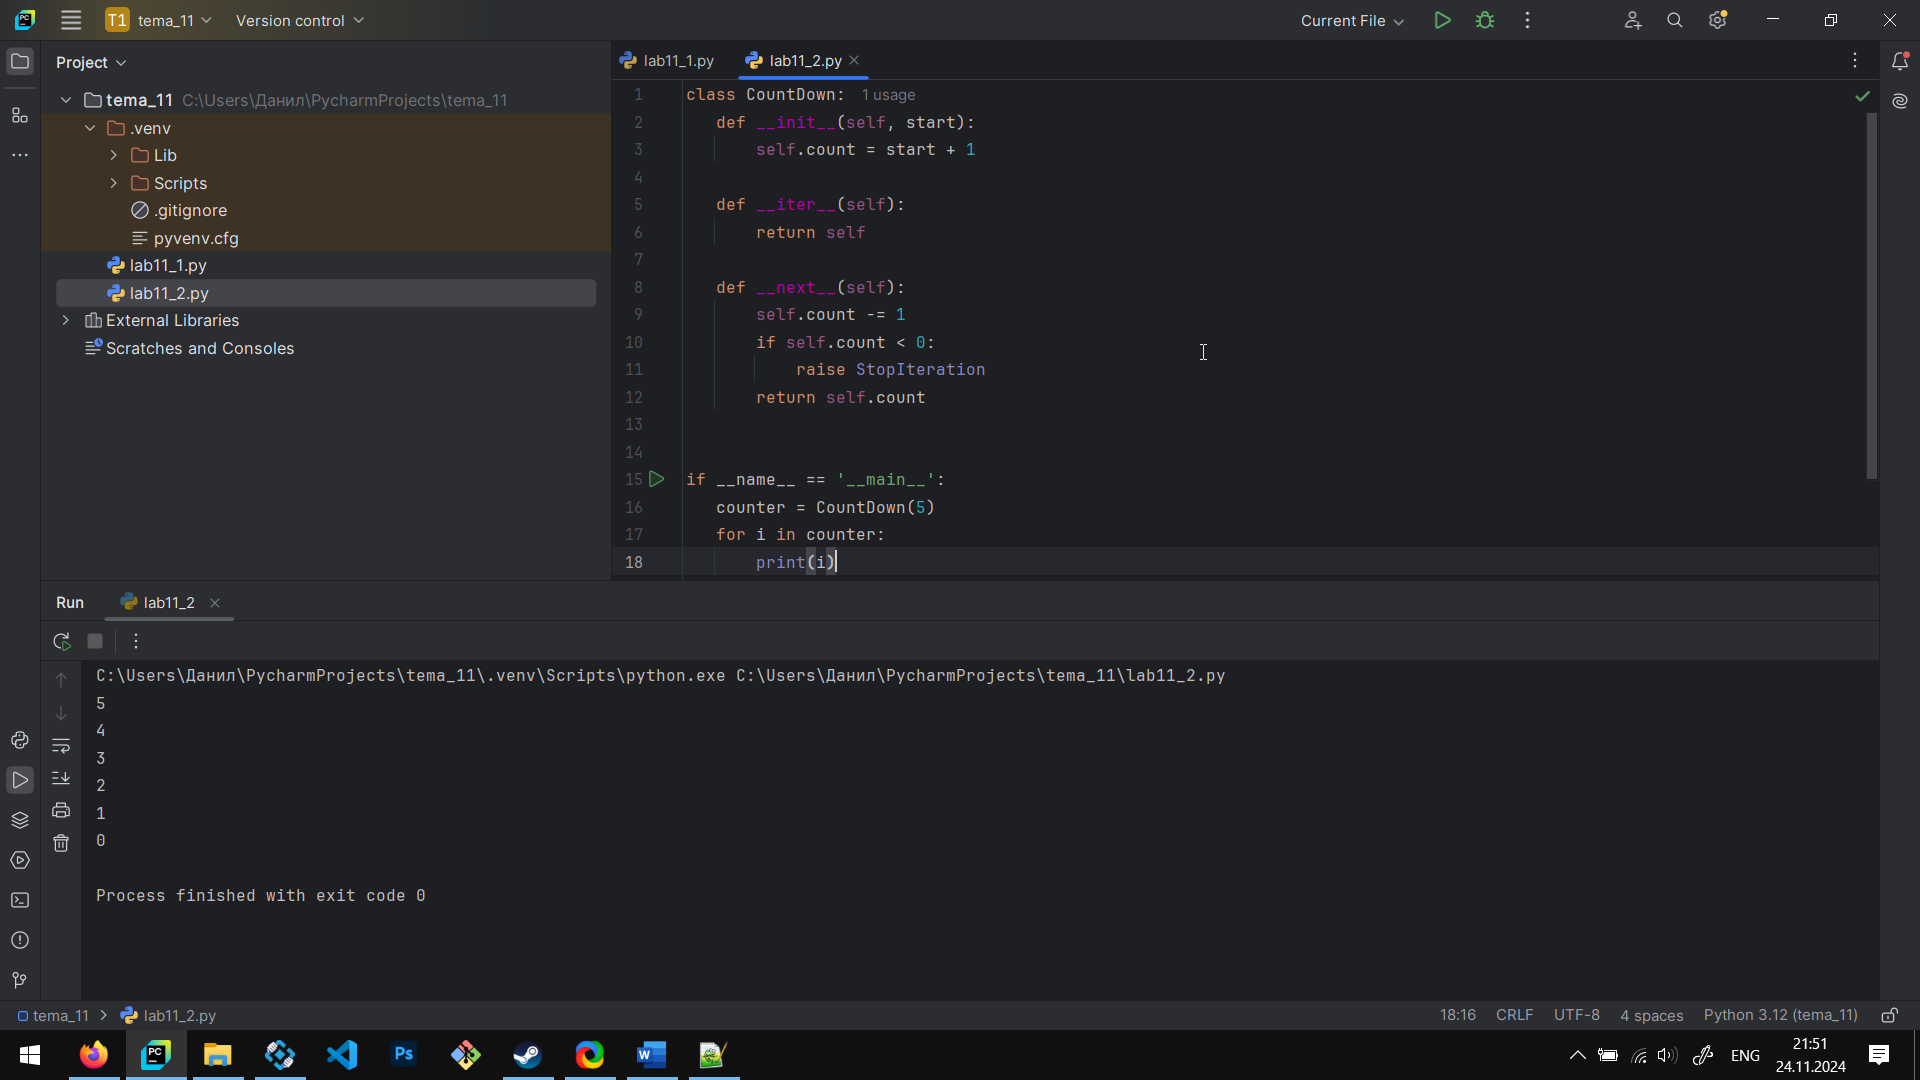 T1 tema_11 Version control Current File
Project
lab11_1.py lab11_2.py
tema_11 C:\Users\Данил\PycharmProjects\tema_11
.venv
Lib
Scripts
.gitignore
pyvenv.cfg
lab11_1.py
lab11_2.py
External Libraries
Scratches and Consoles
1 class CountDown: 1 usage
2     def __init__(self, start):
3         self.count = start + 1
4
5     def __iter__(self):
6         return self
7
8     def __next__(self):
9         self.count -= 1
10         if self.count < 0:
11             raise StopIteration
12         return self.count
13
14
15 if __name__ == '__main__':
16     counter = CountDown(5)
17     for i in counter:
18         print(i)
Run lab11_2
C:\Users\Данил\PycharmProjects\tema_11\.venv\Scripts\python.exe C:\Users\Данил\PycharmProjects\tema_11\lab11_2.py
5
4
3
2
1
0
Process finished with exit code 0
tema_11 > lab11_2.py 18:16 CRLF UTF-8 4 spaces Python 3.12 (tema_11)
PC Ps W ENG 21:51
24.11.2024